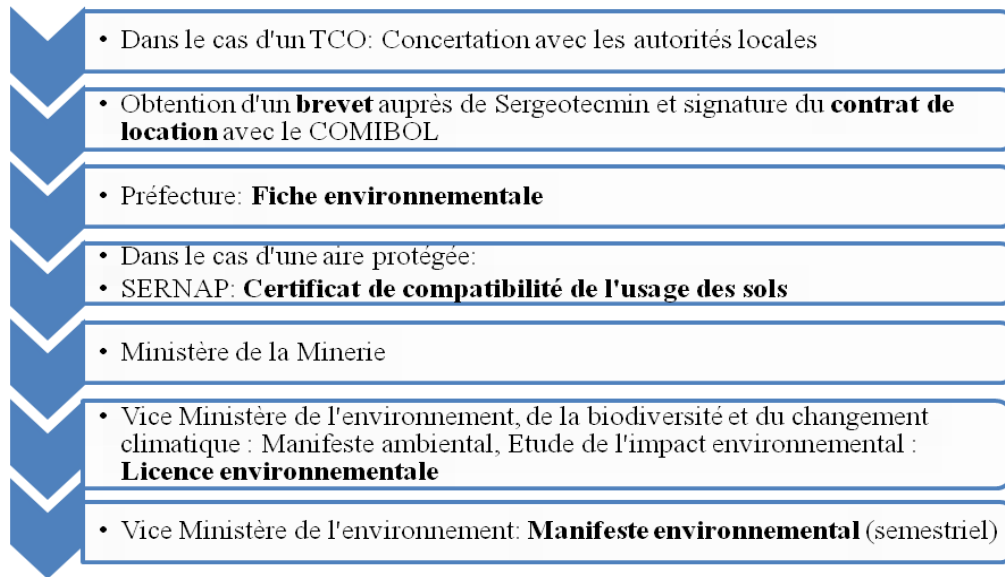 • Dans le cas d'un TCO: Concertation avec les autorités locales
• Obtention d'un brevet auprès de Sergeotecmin et signature du contrat de
location avec le COMIBOL
• Préfecture: Fiche environnementale
• Dans le cas d'une aire protégée:
• SERNAP: Certificat de compatibilité de l'usage des sols
• Ministère de la Minerie
• Vice Ministère de l'environnement, de la biodiversité et du changement
climatique : Manifeste ambiental, Etude de l'impact environnemental :
Licence environnementale
• Vice Ministère de l'environnement: Manifeste environnemental (semestriel)